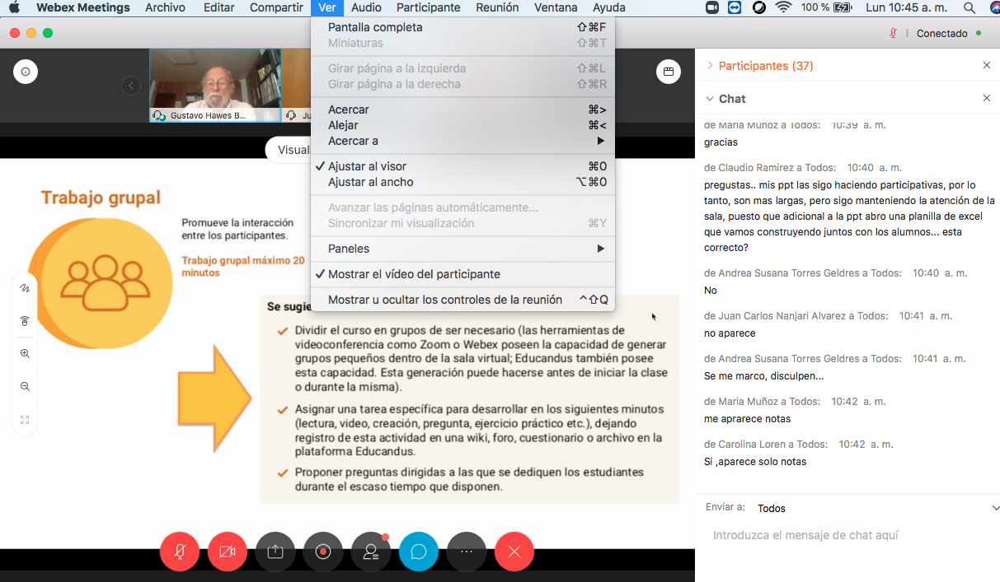 Webex Meetings Archivo Editar Compartir Ver Audio Participante Reunión Ventana Ayuda 100 % Lun 10:45 a. m.
Conectado
Pantalla completa ⇧⌘F
Miniaturas ⇧⌘T
Girar página a la izquierda ⇧⌘L
Girar página a la derecha ⇧⌘R
Acercar ⌘>
Alejar ⌘<
Acercar a
Ajustar al visor ⌘0
Ajustar al ancho ⌥⌘0
Avanzar las páginas automáticamente...
Sincronizar mi visualización ⌘Y
Paneles
Mostrar el vídeo del participante
Mostrar u ocultar los controles de la reunión ^⇧Q
Gustavo Hawes B... Ju
Visual
Trabajo grupal
Promueve la interacción
entre los participantes.
Trabajo grupal máximo 20
minutos
Se sugie
Dividir el curso en grupos de ser necesario (las herramientas de
videoconferencia como Zoom o Webex poseen la capacidad de generar
grupos pequeños dentro de la sala virtual; Educandus también posee
esta capacidad. Esta generación puede hacerse antes de iniciar la clase
o durante la misma).
Asignar una tarea específica para desarrollar en los siguientes minutos
(lectura, video, creación, pregunta, ejercicio práctico etc.), dejando
registro de esta actividad en una wiki, foro, cuestionario o archivo en la
plataforma Educandus.
Proponer preguntas dirigidas a las que se dediquen los estudiantes
durante el escaso tiempo que disponen.
Participantes (37)
Chat
de Maria Muñoz a Todos: 10:39 a. m.
gracias
de Claudio Ramirez a Todos: 10:40 a. m.
preguntas.. mis ppt las sigo haciendo participativas, por lo
tanto, son mas largas, pero sigo manteniendo la atención de la
sala, puesto que adicional a la ppt abro una planilla de excel
que vamos construyendo juntos con los alumnos... esta
correcto?
de Andrea Susana Torres Geldres a Todos: 10:40 a. m.
No
de Juan Carlos Nanjari Alvarez a Todos: 10:41 a. m.
no aparece
de Andrea Susana Torres Geldres a Todos: 10:41 a. m.
Se me marco, disculpen...
de Maria Muñoz a Todos: 10:42 a. m.
me aprarece notas
de Carolina Loren a Todos: 10:42 a. m.
Si ,aparece solo notas
Enviar a: Todos
Introduzca el mensaje de chat aquí